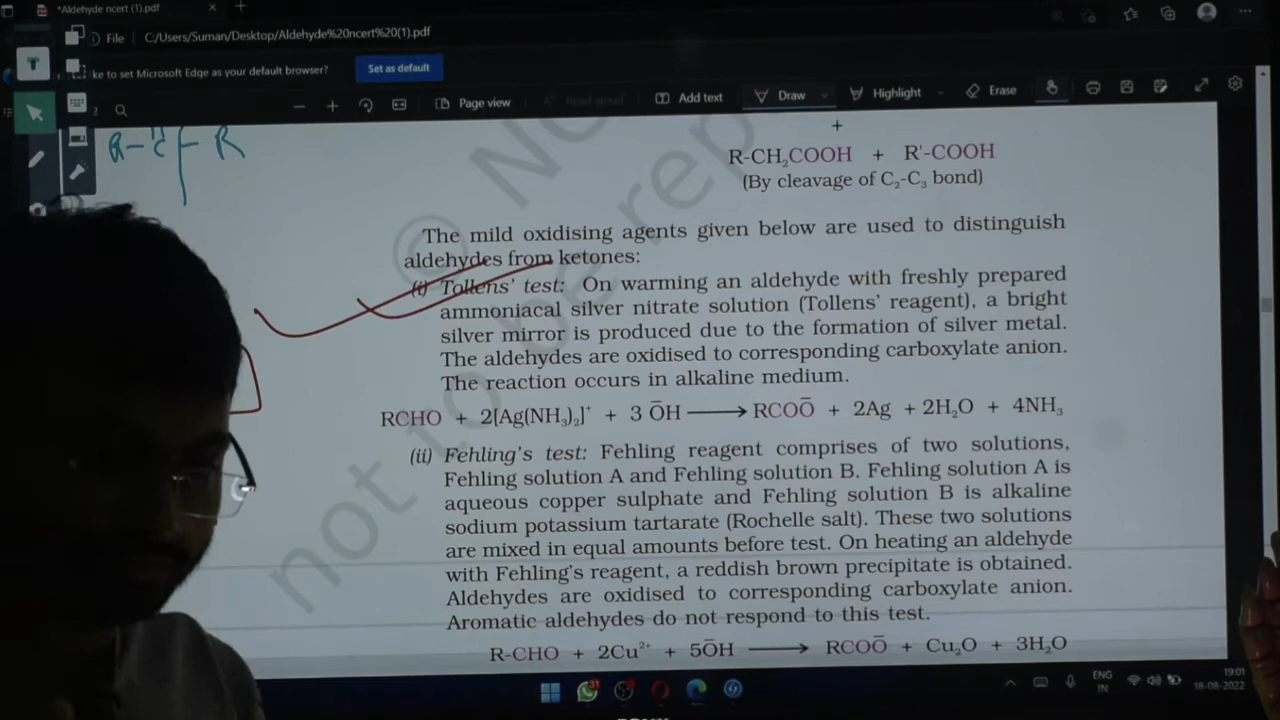 *Aldehyde ncert (1).pdf
File C:/Users/Suman/Desktop/Aldehyde%20ncert%20(1).pdf
ke to set Microsoft Edge as your default browser? Set as default
Page view Read aloud Add text Draw Highlight Erase
R-C-R
+
R-CH₂COOH + R'-COOH
(By cleavage of C₂-C₃ bond)
The mild oxidising agents given below are used to distinguish
aldehydes from ketones:
(i) Tollens' test: On warming an aldehyde with freshly prepared
ammoniacal silver nitrate solution (Tollens' reagent), a bright
silver mirror is produced due to the formation of silver metal.
The aldehydes are oxidised to corresponding carboxylate anion.
The reaction occurs in alkaline medium.
RCHO + 2[Ag(NH₃)₂]⁺ + 3 ŌH ⟶ RCOŌ + 2Ag + 2H₂O + 4NH₃
(ii) Fehling's test: Fehling reagent comprises of two solutions,
Fehling solution A and Fehling solution B. Fehling solution A is
aqueous copper sulphate and Fehling solution B is alkaline
sodium potassium tartarate (Rochelle salt). These two solutions
are mixed in equal amounts before test. On heating an aldehyde
with Fehling's reagent, a reddish brown precipitate is obtained.
Aldehydes are oxidised to corresponding carboxylate anion.
Aromatic aldehydes do not respond to this test.
R-CHO + 2Cu²⁺ + 5ŌH ⟶ RCOŌ + Cu₂O + 3H₂O
not to be rep
© NC
31
ENG
IN
19:01
18-08-2022